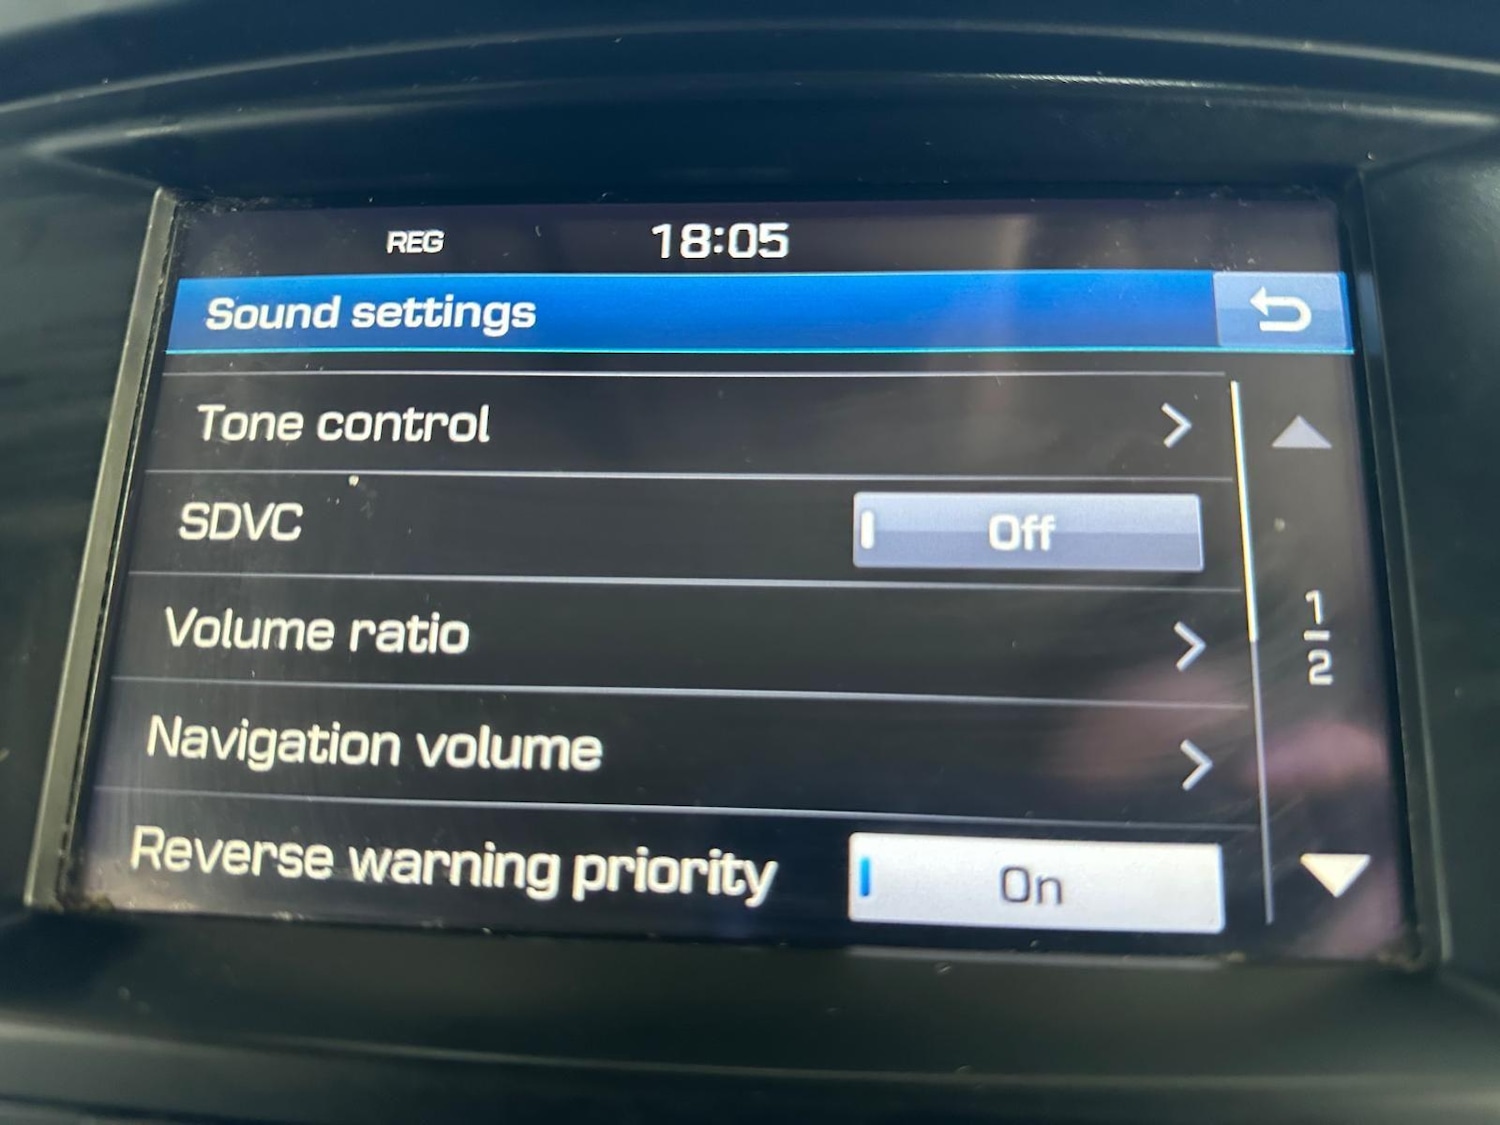 REG 18:05
Sound settings
Tone control
SDVC Off
Volume ratio
1
2
Navigation volume
Reverse warning priority On